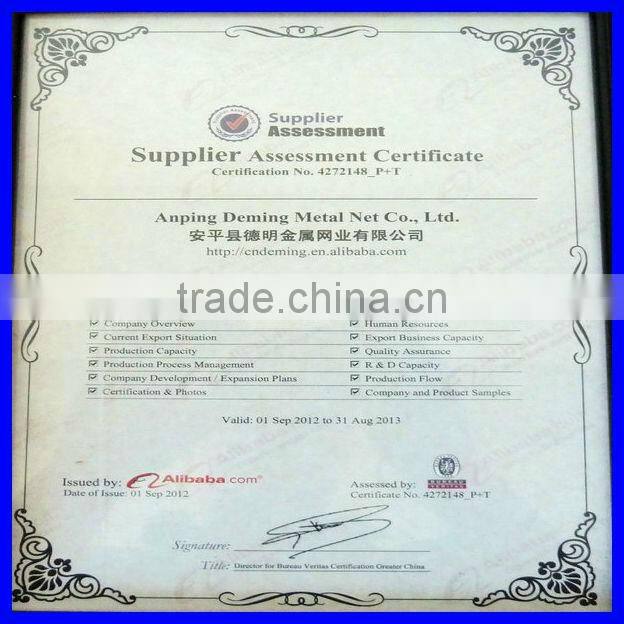 Supplier
Assessment
Supplier Assessment Certificate
Certification No. 4272148_P+T
Anping Deming Metal Net Co., Ltd.
安平县德明金属网业有限公司
http://cndeming.en.alibaba.com
trade.china.cn
Company Overview
Human Resources
Current Export Situation
Export Business Capacity
Production Capacity
Quality Assurance
Production Process Management
R & D Capacity
Company Development / Expansion Plans
Production Flow
Certification & Photos
Company and Product Samples
Valid: 01 Sep 2012 to 31 Aug 2013
Issued by: Alibaba.com®
Date of Issue: 01 Sep 2012
Assessed by: BUREAU VERITAS
Certificate No. 4272148_P+T
Signature:
Title: Director for Bureau Veritas Certification Greater China